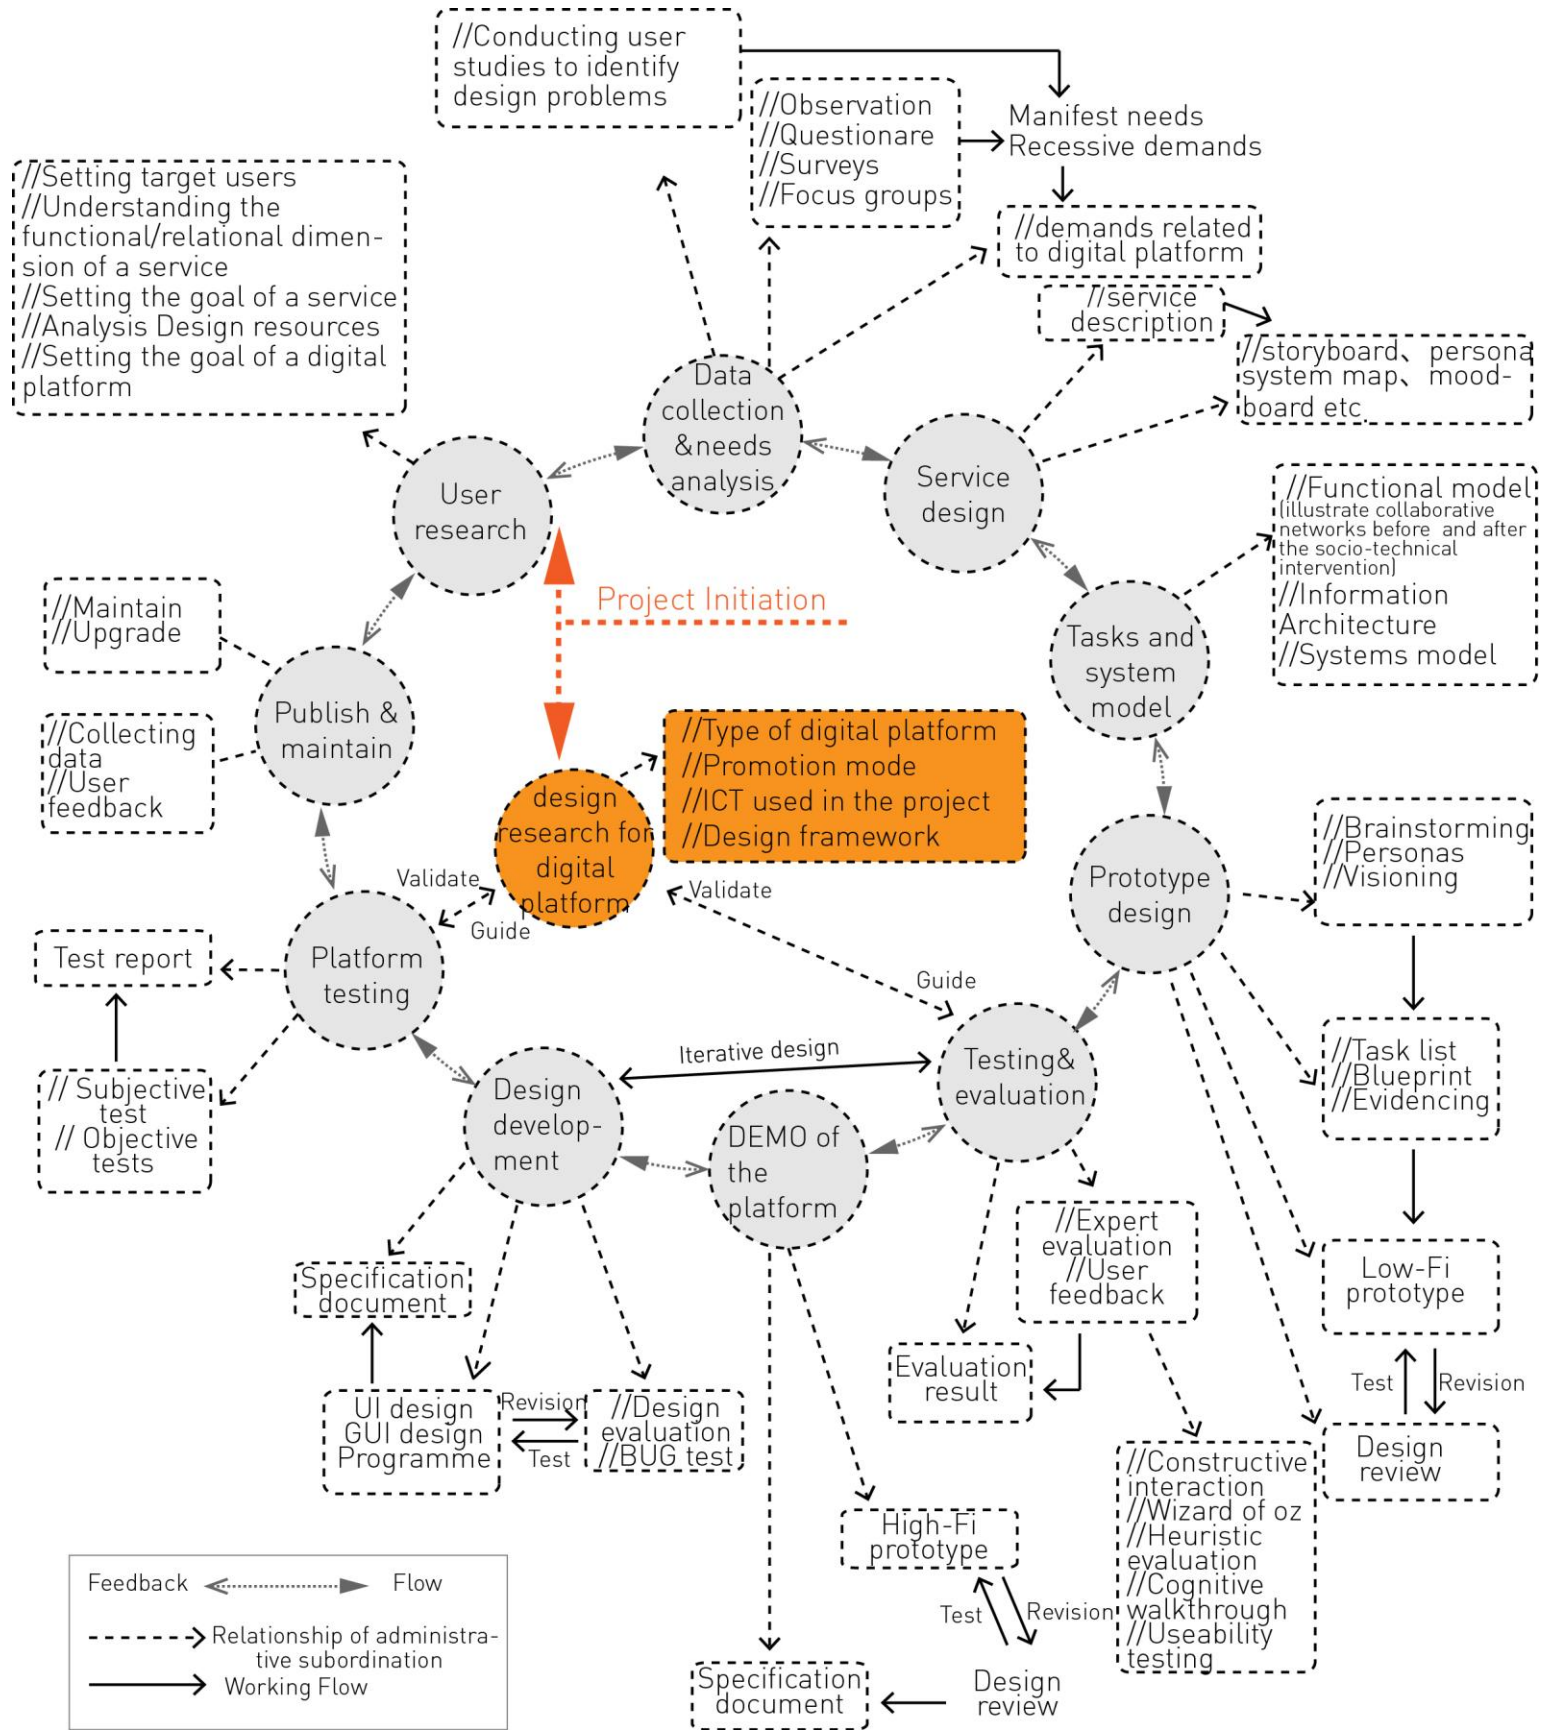 //Conducting user
studies to identify
design problems
//Observation
//Questionare
//Surveys
//Focus groups
Manifest needs
Recessive demands
//demands related
to digital platform
//service
description
//storyboard、persona
system map、mood-
board etc
//Setting target users
//Understanding the
functional/relational dimen-
sion of a service
//Setting the goal of a service
//Analysis Design resources
//Setting the goal of a digital
platform
Data
collection
&needs
analysis
User
research
Service
design
//Functional model
(illustrate collaborative
networks before and after
the socio-technical
intervention)
//Information
Architecture
//Systems model
Project Initiation
//Maintain
//Upgrade
Tasks and
system
model
Publish &
maintain
//Collecting
data
//User
feedback
//Type of digital platform
//Promotion mode
//ICT used in the project
//Design framework
design
research for
digital
platform
Validate
Guide
Validate
Guide
Prototype
design
//Brainstorming
//Personas
//Visioning
Platform
testing
Test report
// Subjective
test
// Objective
tests
Iterative design
Testing&
evaluation
//Task list
//Blueprint
//Evidencing
Design
develop-
ment
DEMO of
the
platform
//Expert
evaluation
//User
feedback
Low-Fi
prototype
Specification
document
Evaluation
result
Test
Revision
UI design
GUI design
Programme
Revision
Test
//Design
evaluation
//BUG test
Design
review
//Constructive
interaction
//Wizard of oz
//Heuristic
evaluation
//Cognitive
walkthrough
//Useability
testing
High-Fi
prototype
Test
Revision
Specification
document
Design
review
Feedback
Flow
Relationship of administra-
tive subordination
Working Flow